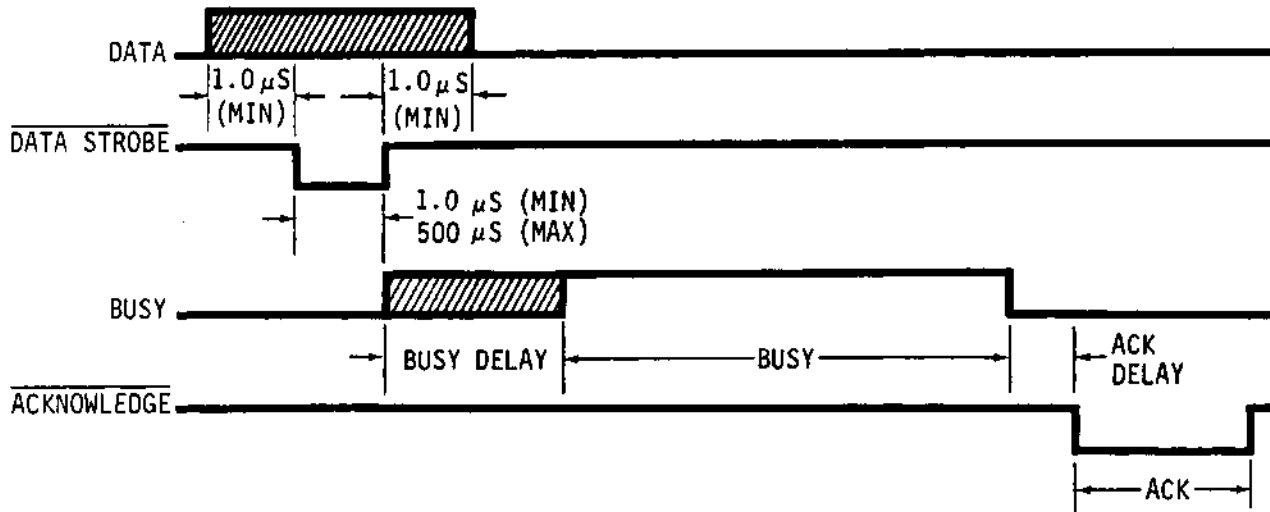 DATA
1.0 μS
(MIN)
1.0 μS
(MIN)
DATA STROBE
1.0 μS (MIN)
500 μS (MAX)
BUSY
BUSY DELAY
BUSY
ACK
DELAY
ACKNOWLEDGE
ACK